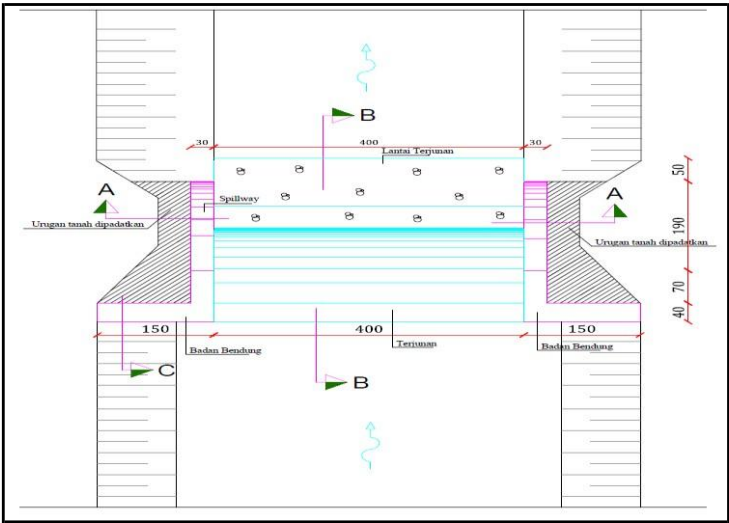 B
30
400
30
Lantai Terjunan
50
A
Spillway
A
Urugan tanah dipadatkan
190
Urugan tanah dipadatkan
70
40
150
400
150
Badan Bendung
Terjunan
Badan Bendung
C
B